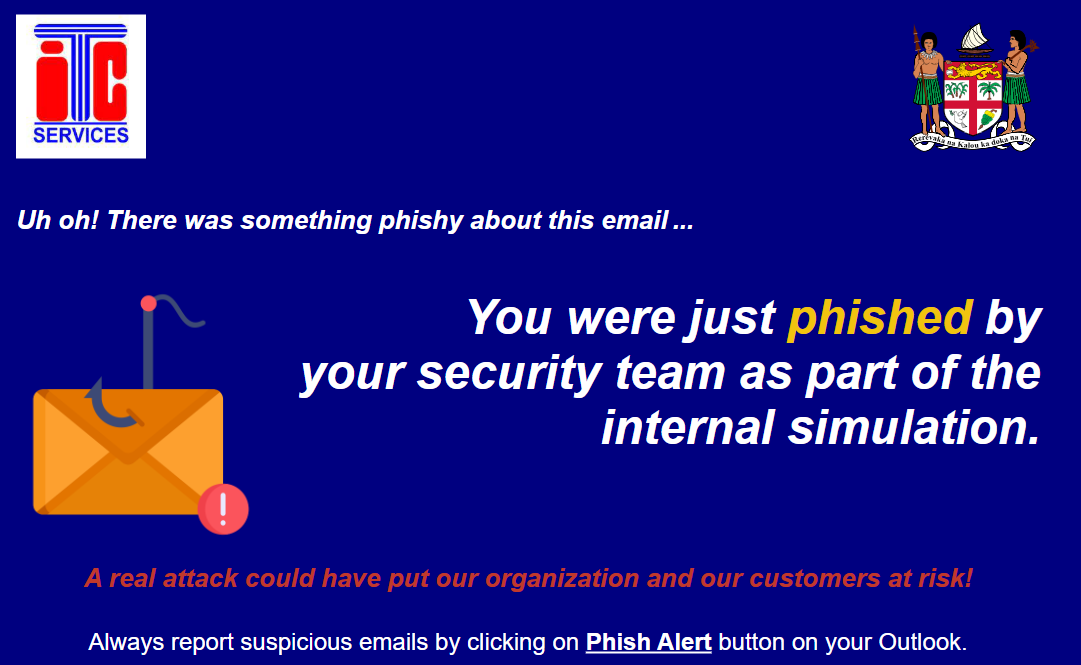 iTC
SERVICES
Rerevaka na Kalou ka doka na Tui
Uh oh! There was something phishy about this email ...
You were just phished by
your security team as part of the
internal simulation.
!
A real attack could have put our organization and our customers at risk!
Always report suspicious emails by clicking on Phish Alert button on your Outlook.